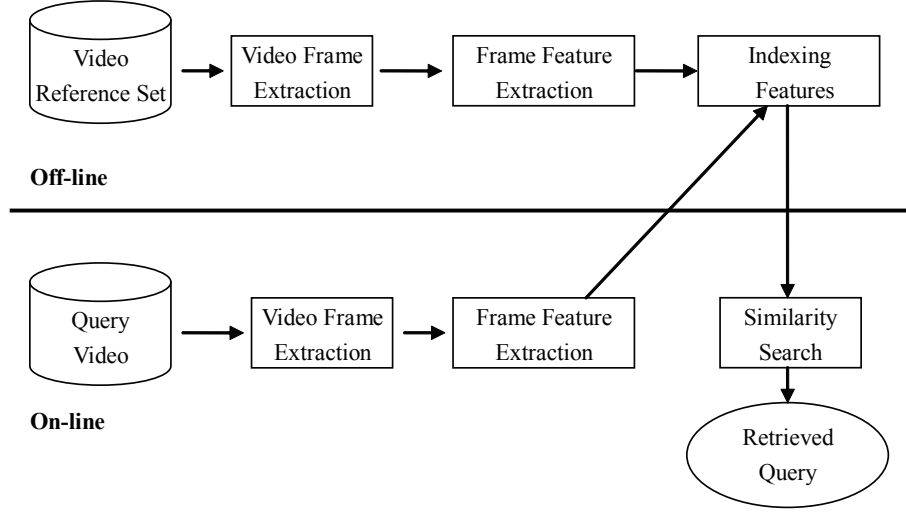 Video
Reference Set
Video Frame
Extraction
Frame Feature
Extraction
Indexing
Features
Off-line
Query
Video
Video Frame
Extraction
Frame Feature
Extraction
Similarity
Search
On-line
Retrieved
Query